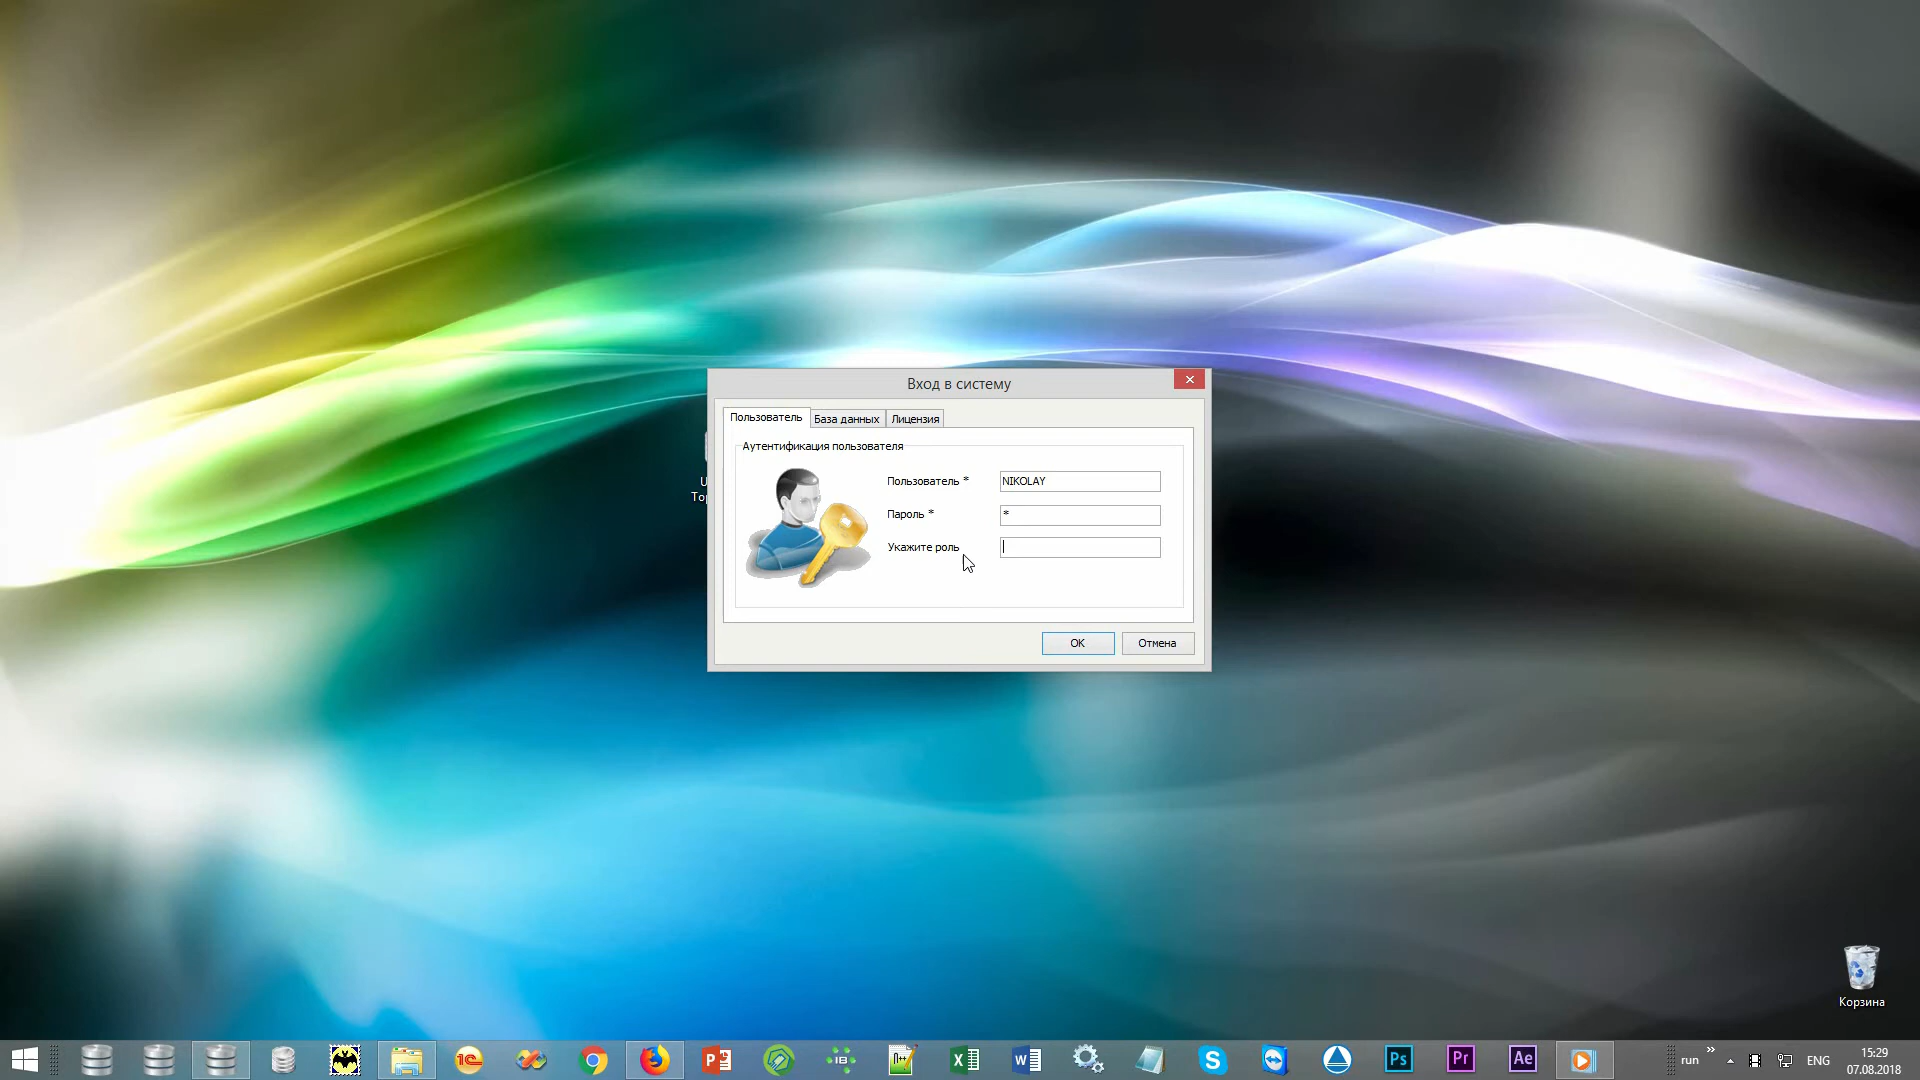 Вход в систему
Пользователь
База данных
Лицензия
Аутентификация пользователя
Пользователь *
NIKOLAY
Пароль *
*
Укажите роль
OK
Отмена
Корзина
1С
IB
Ps
Pr
Ae
run
ENG
15:29
07.08.2018